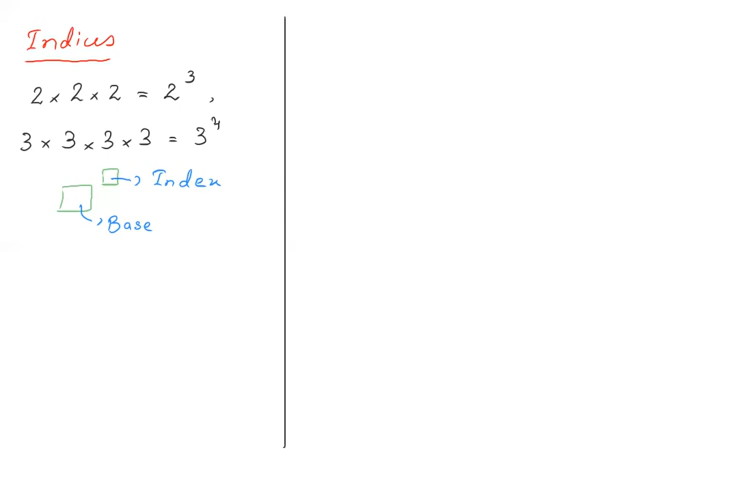 Indices
2 × 2 × 2 = 2³ ,
3 × 3 × 3 × 3 = 3⁴
Index
Base